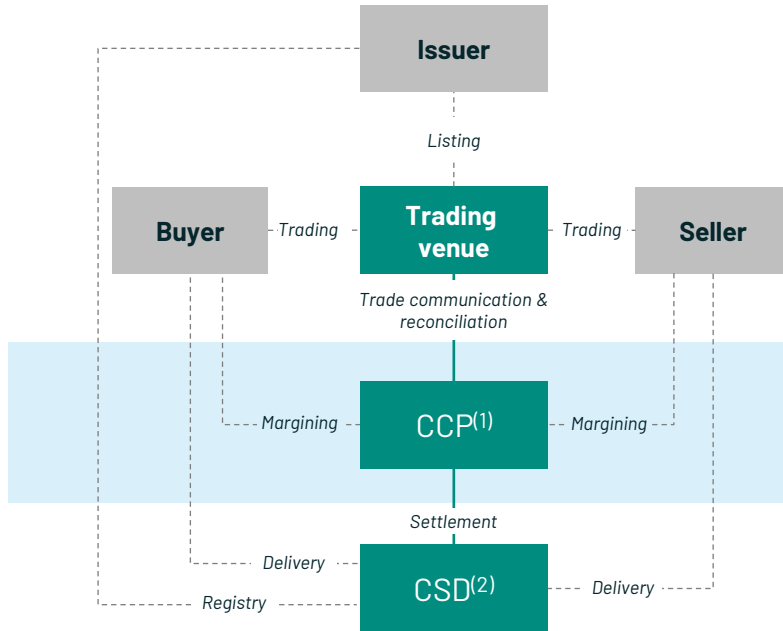 Issuer
Listing
Buyer
Trading
Trading
venue
Trading
Seller
Trade communication &
reconciliation
Margining
CCP(1)
Margining
Settlement
Delivery
CSD(2)
Delivery
Registry